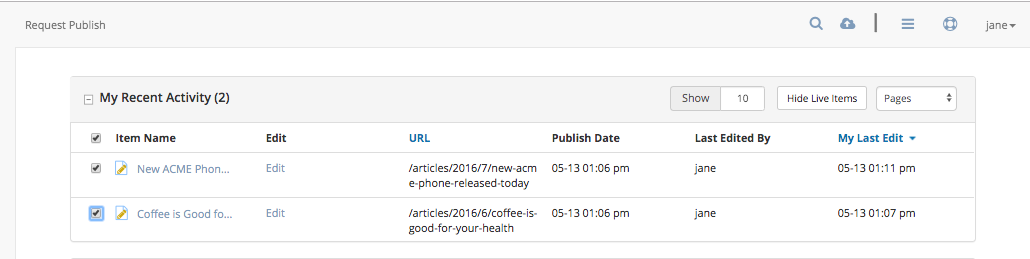 Request Publish
jane
My Recent Activity (2)
Show 10 Hide Live Items Pages
Item Name Edit URL Publish Date Last Edited By My Last Edit
New ACME Phon... Edit /articles/2016/7/new-acm 05-13 01:06 pm jane 05-13 01:11 pm
e-phone-released-today
Coffee is Good fo... Edit /articles/2016/6/coffee-is- 05-13 01:06 pm jane 05-13 01:07 pm
good-for-your-health